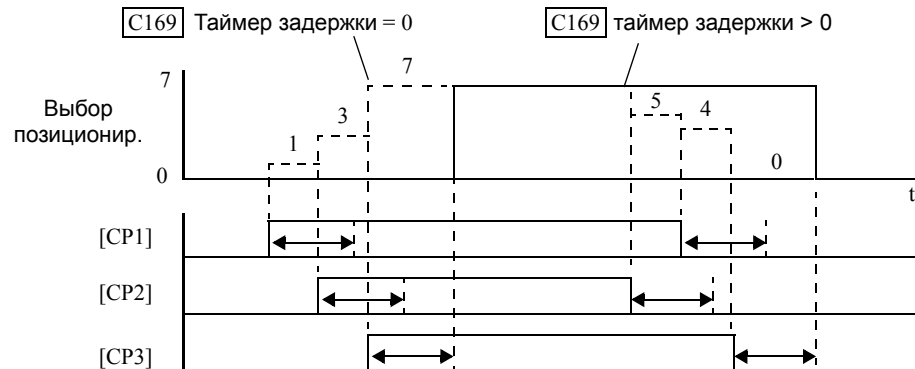 C169 Таймер задержки = 0
C169 таймер задержки > 0
7
7
Выбор
позиционир.
3
1
5
4
0
0
t
[CP1]
[CP2]
[CP3]